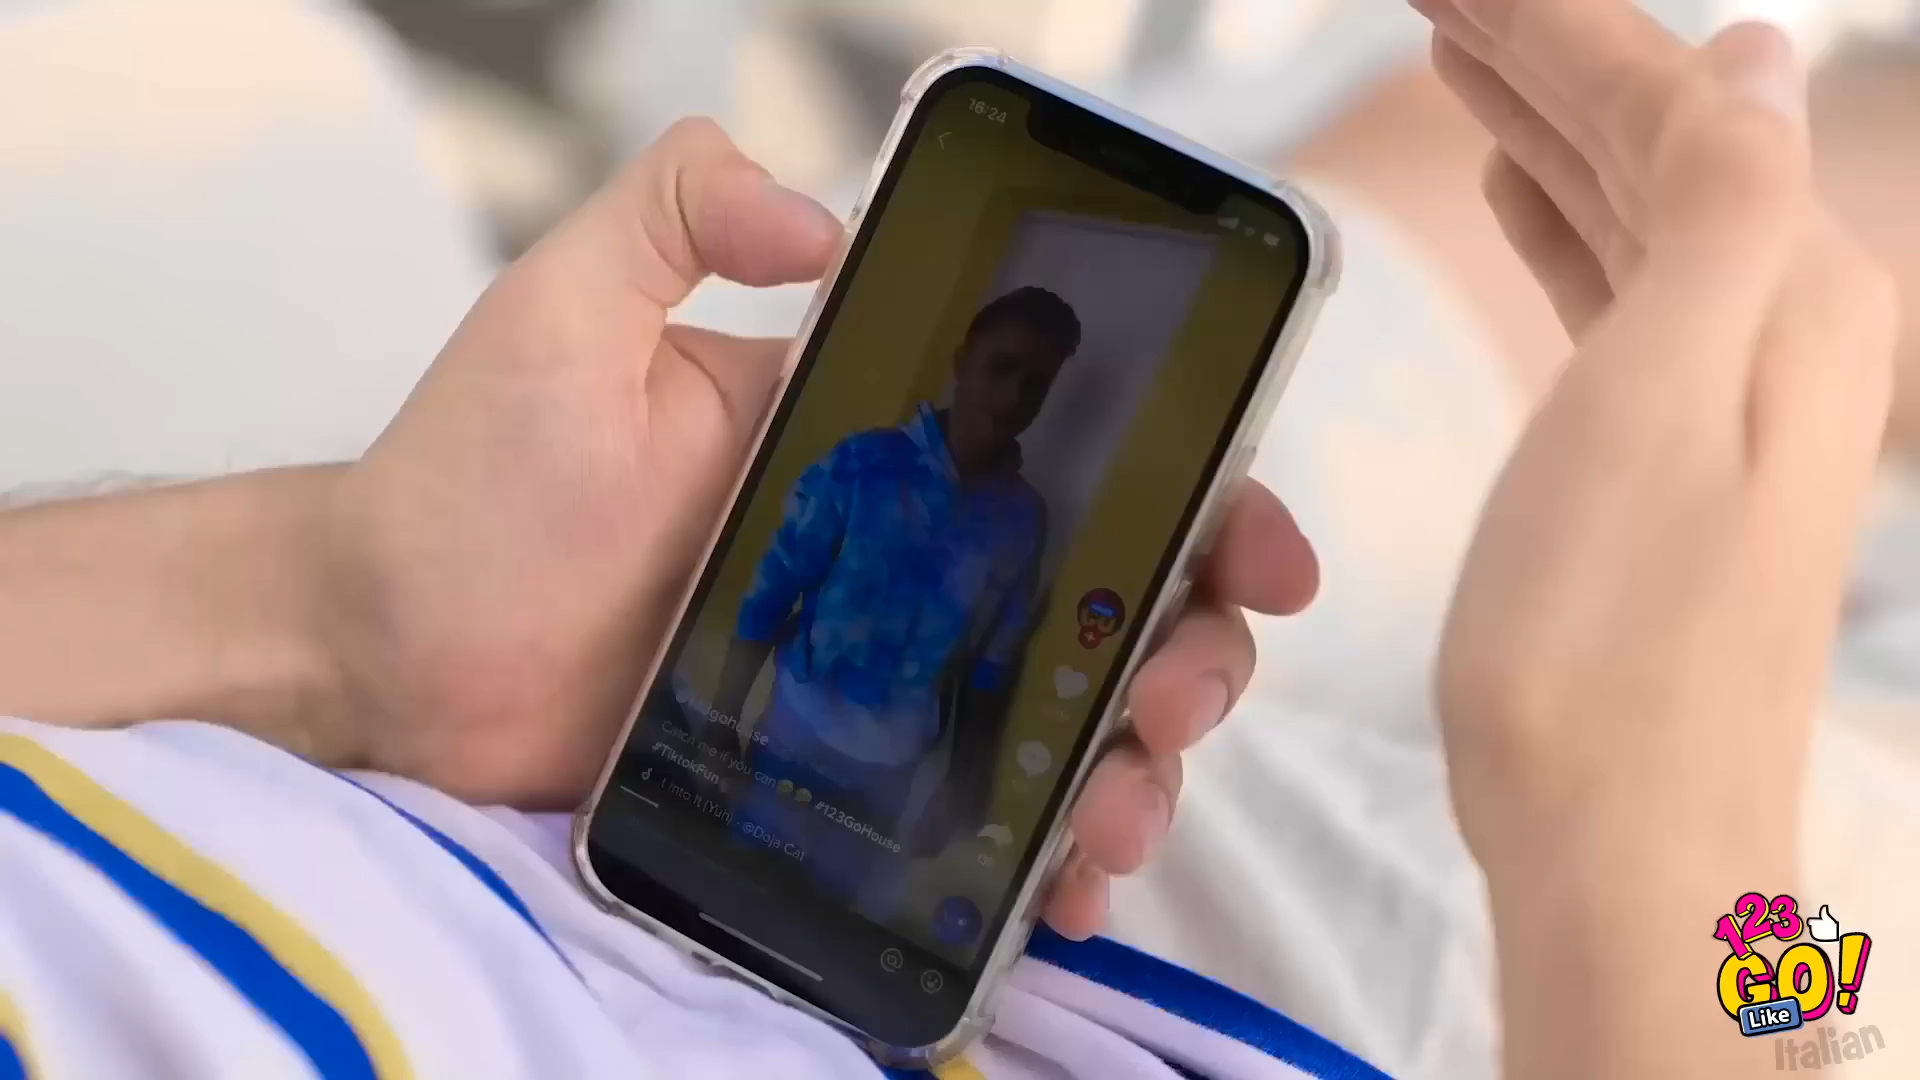 16:24
Catch me if you can #123GoHouse
#TiktokFun
t Into It (Yuh) - @Doja Cat
123
GO!
Like
Italian